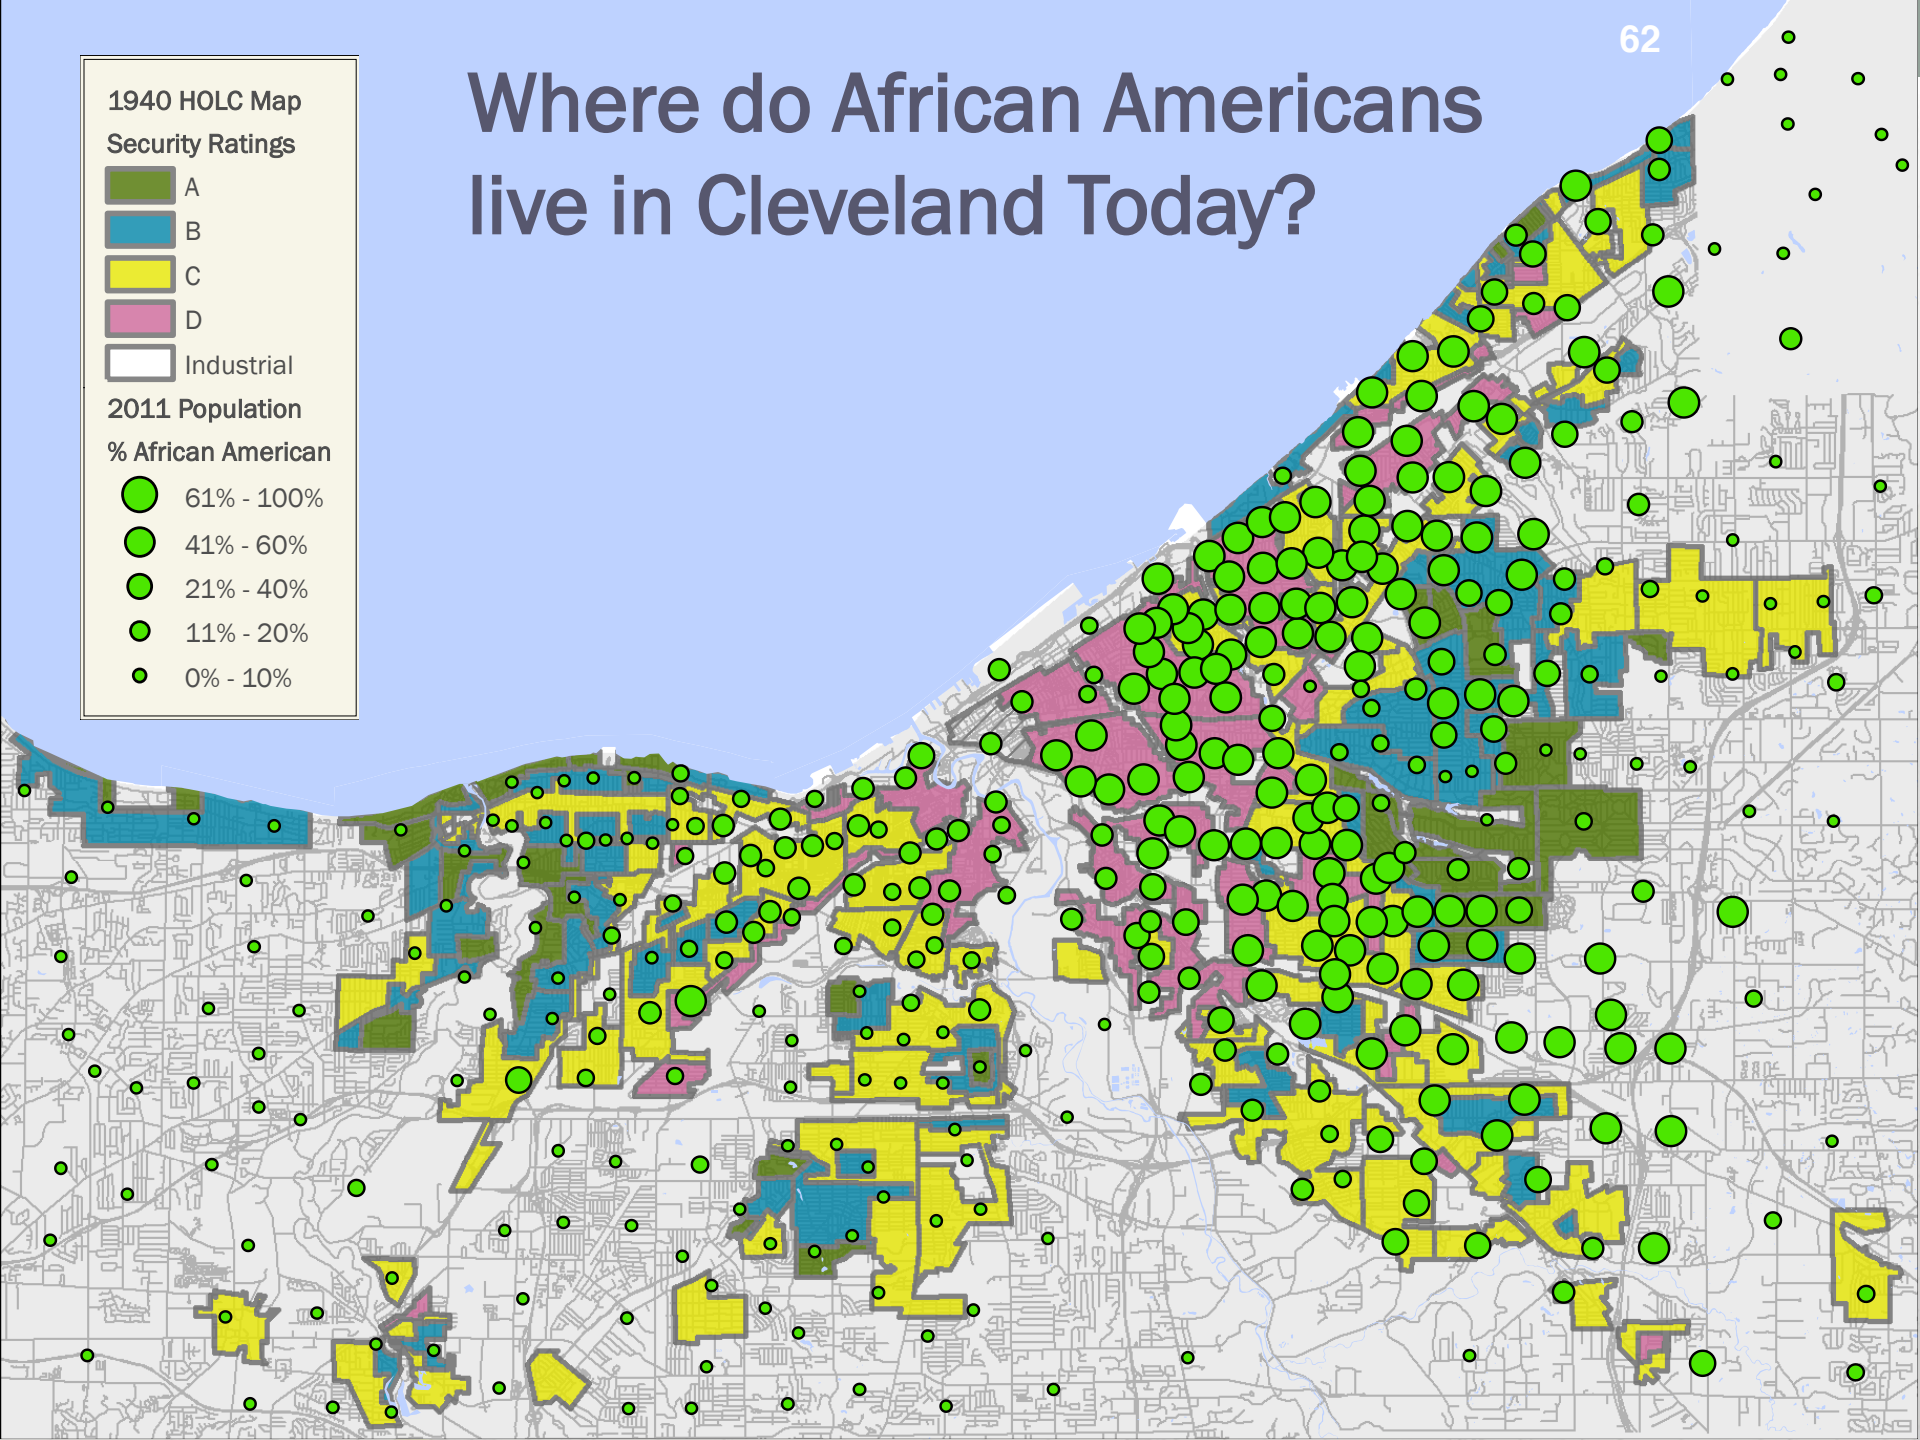 62
Where do African Americans
live in Cleveland Today?
1940 HOLC Map
Security Ratings
A
B
C
D
Industrial
2011 Population
% African American
61% - 100%
41% - 60%
21% - 40%
11% - 20%
0% - 10%